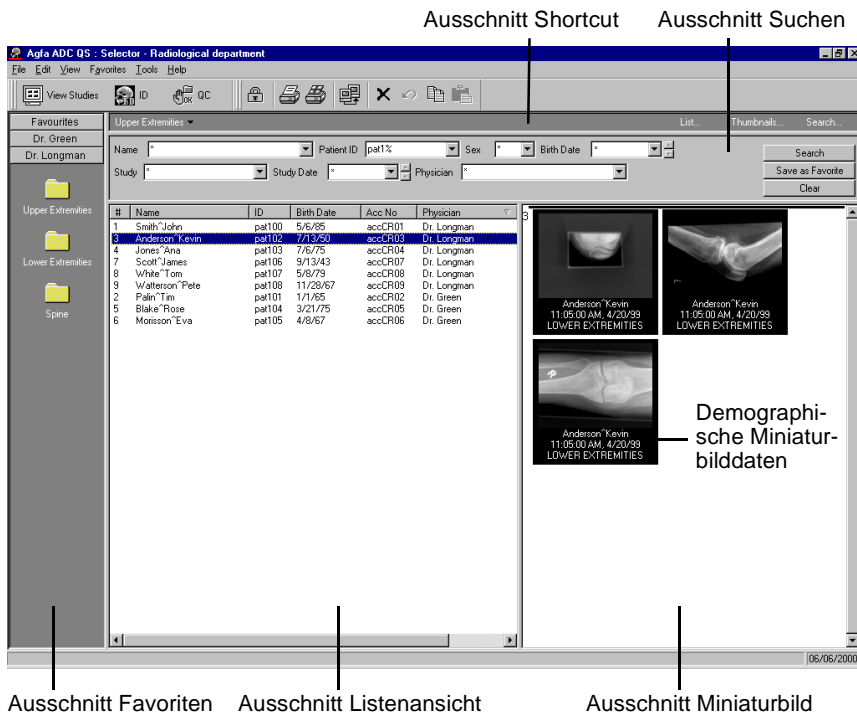 Ausschnitt Shortcut Ausschnitt Suchen
Agfa ADC QS : Selector - Radiological department
File Edit View Favorites Tools Help
View Studies ID OK QC
Favourites
Dr. Green
Dr. Longman
Upper Extremities
Lower Extremities
Spine
Upper Extremities List... Thumbnails... Search...
Name * Patient ID pat1% Sex * Birth Date *
Study * Study Date * Physician *
Search
Save as Favorite
Clear
# Name ID Birth Date Acc No Physician
1 Smith^John pat100 5/6/85 accCR01 Dr. Longman
3 Anderson^Kevin pat102 7/13/50 accCR03 Dr. Longman
4 Jones^Ana pat103 7/6/75 accCR04 Dr. Longman
7 Scott^James pat106 9/13/43 accCR07 Dr. Longman
8 White^Tom pat107 5/8/79 accCR08 Dr. Longman
9 Watterson^Pete pat108 11/28/67 accCR09 Dr. Longman
2 Palin^Tim pat101 1/1/65 accCR02 Dr. Green
5 Blake^Rose pat104 3/21/75 accCR05 Dr. Green
6 Morisson^Eva pat105 4/8/67 accCR06 Dr. Green
3
Anderson^Kevin
11:05:00 AM, 4/20/99
LOWER EXTREMITIES
Anderson^Kevin
11:05:00 AM, 4/20/99
LOWER EXTREMITIES
R
Anderson^Kevin
11:05:00 AM, 4/20/99
LOWER EXTREMITIES
Demographi-
sche Miniatur-
bilddaten
06/06/2000
Ausschnitt Favoriten Ausschnitt Listenansicht Ausschnitt Miniaturbild